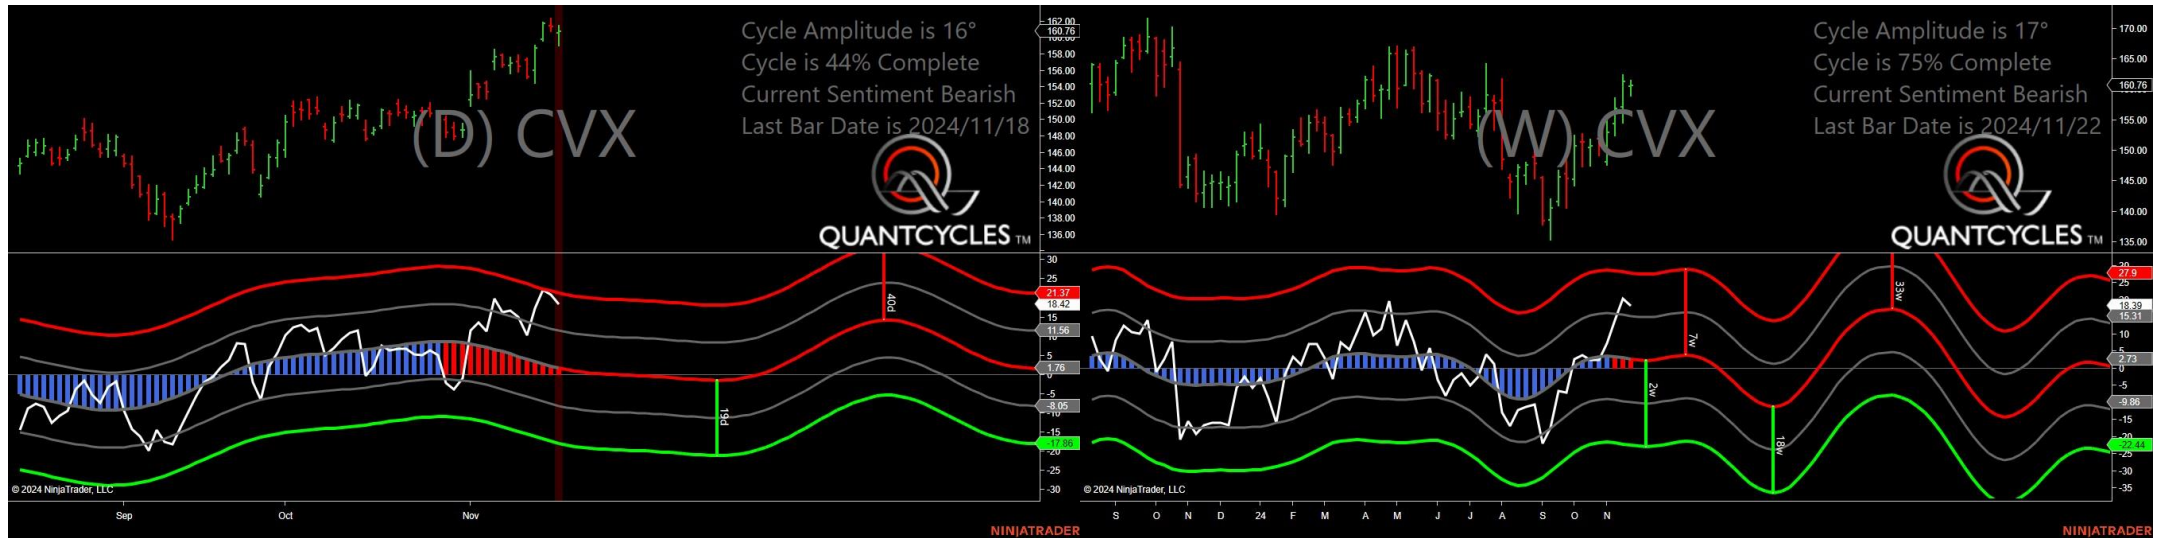 Cycle Amplitude is 16°
Cycle is 44% Complete
Current Sentiment Bearish
Last Bar Date is 2024/11/18
(D) CVX
QUANTCYCLES TM
162.00
160.76
158.00
156.00
154.00
152.00
150.00
148.00
146.00
144.00
142.00
140.00
138.00
136.00
30
25
21.37
18.42
15
11.56
5
1.76
-5
-8.05
-10
-15
-17.86
-20
-25
-30
40d
19d
© 2024 NinjaTrader, LLC
Sep Oct Nov
NINJATRADER
Cycle Amplitude is 17°
Cycle is 75% Complete
Current Sentiment Bearish
Last Bar Date is 2024/11/22
(W) CVX
QUANTCYCLES TM
170.00
165.00
160.76
155.00
150.00
145.00
140.00
135.00
30
27.9
25
18.39
15.31
10
5
2.73
0
-5
-9.86
-15
-20
-22.44
-25
-30
-35
7w
2w
18w
33w
© 2024 NinjaTrader, LLC
S O N D 24 F M A M J J A S O N
NINJATRADER